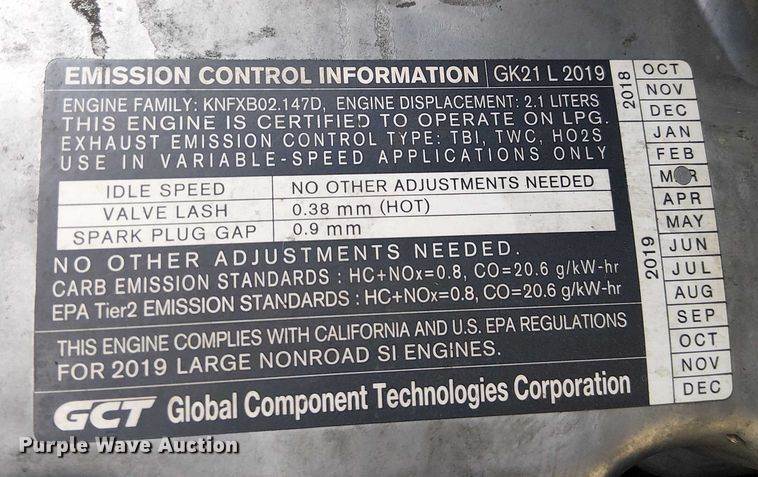 EMISSION CONTROL INFORMATION GK21 L 2019
ENGINE FAMILY: KNFXB02.147D, ENGINE DISPLACEMENT: 2.1 LITERS
THIS ENGINE IS CERTIFIED TO OPERATE ON LPG.
EXHAUST EMISSION CONTROL TYPE: TBI, TWC, HO2S
USE IN VARIABLE-SPEED APPLICATIONS ONLY
IDLE SPEED NO OTHER ADJUSTMENTS NEEDED
VALVE LASH 0.38 mm (HOT)
SPARK PLUG GAP 0.9 mm
NO OTHER ADJUSTMENTS NEEDED.
CARB EMISSION STANDARDS : HC+NOx=0.8, CO=20.6 g/kW-hr
EPA Tier2 EMISSION STANDARDS : HC+NOx=0.8, CO=20.6 g/kW-hr
THIS ENGINE COMPLIES WITH CALIFORNIA AND U.S. EPA REGULATIONS
FOR 2019 LARGE NONROAD SI ENGINES.
GCT Global Component Technologies Corporation
2018
OCT
NOV
DEC
2019
JAN
FEB
MAR
APR
MAY
JUN
JUL
AUG
SEP
OCT
NOV
DEC
Purple Wave Auction